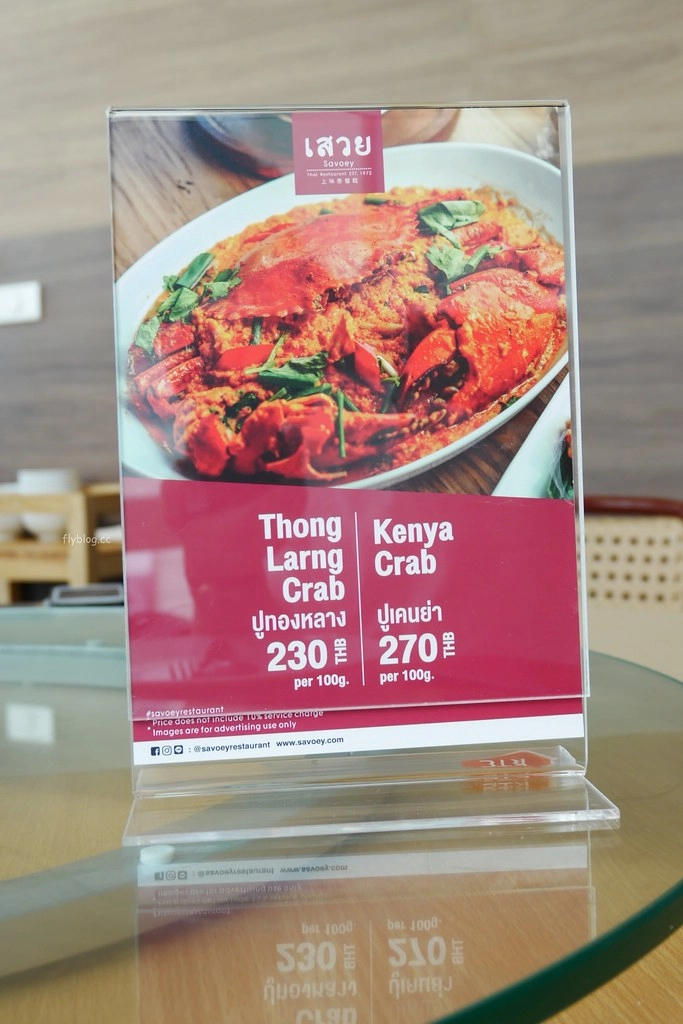 เสวย
Savoey
Thai Restaurant EST. 1972
上味泰餐館
Thong
Larng
Crab
ปูทองหลาง
230 THB
per 100g.
Kenya
Crab
ปูเคนย่า
270 THB
per 100g.
flyblog.cc
#savoeyrestaurant
* Price does not include 10% service charge
* Images are for advertising use only
: @savoeyrestaurant www.savoey.com